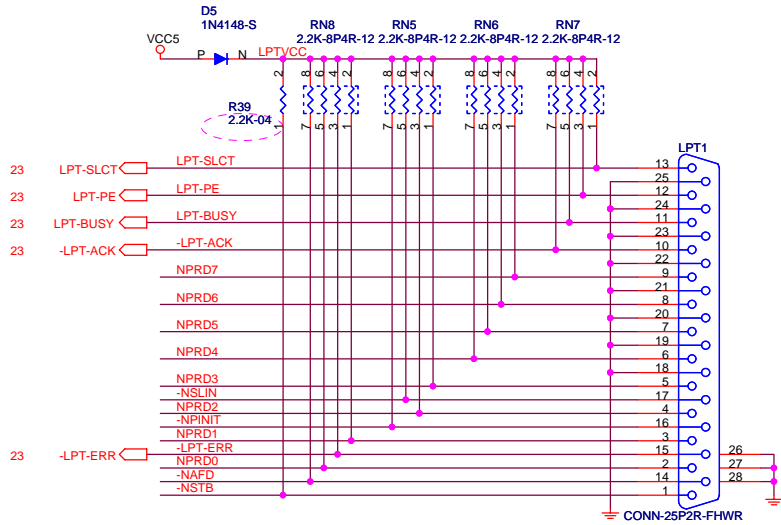 D5
1N4148-S
VCC5
P N
LPTVCC
RN8 RN5 RN6 RN7
2.2K-8P4R-12 2.2K-8P4R-12 2.2K-8P4R-12 2.2K-8P4R-12
2 8 6 4 2 8 6 4 2 8 6 4 2 8 6 4 2
R39
2.2K-04
1 7 5 3 1 7 5 3 1 7 5 3 1 7 5 3 1
LPT1
23 LPT-SLCT LPT-SLCT 13
25
23 LPT-PE LPT-PE 12
24
23 LPT-BUSY LPT-BUSY 11
23
23 -LPT-ACK -LPT-ACK 10
22
NPRD7 9
21
NPRD6 8
20
NPRD5 7
19
NPRD4 6
18
NPRD3 5
-NSLIN 17
NPRD2 4
-NPINIT 16
NPRD1 3
23 -LPT-ERR -LPT-ERR 15 26
NPRD0 2 27
-NAFD 14 28
-NSTB 1
CONN-25P2R-FHWR